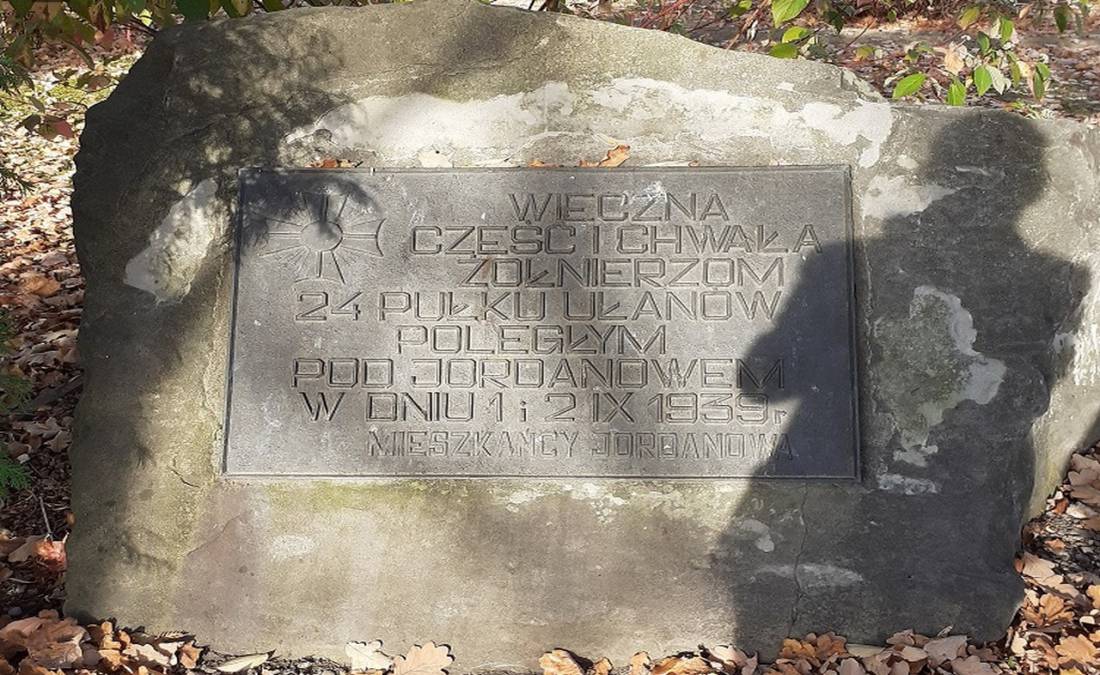 WIECZNA
CZEŚĆ I CHWAŁA
ŻOŁNIERZOM
24 PUŁKU UŁANÓW
POLEGŁYM
POD JORDANOWEM
W DNIU 1 i 2 IX 1939 r.
MIESZKAŃCY JORDANOWA